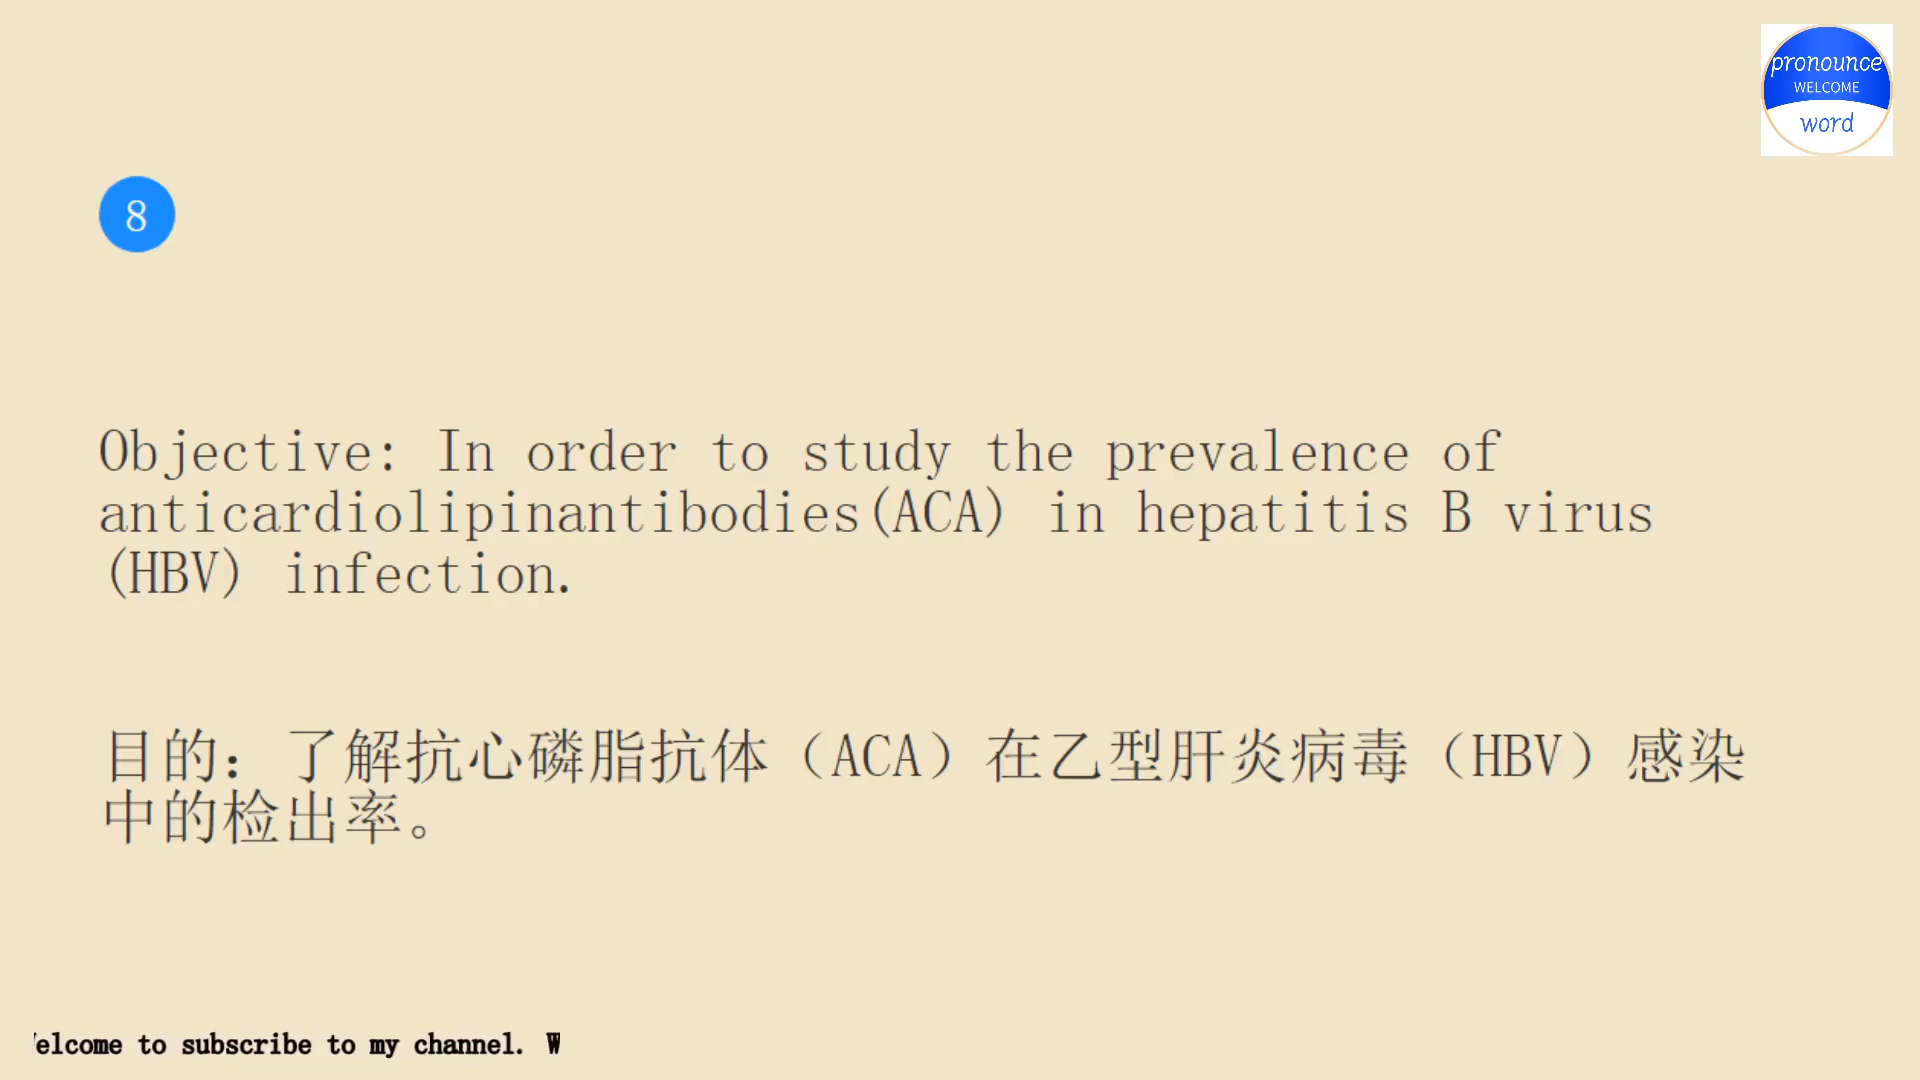 pronounce
WELCOME
word
8
Objective: In order to study the prevalence of
anticardiolipinantibodies(ACA) in hepatitis B virus
(HBV) infection.
目的：了解抗心磷脂抗体（ACA）在乙型肝炎病毒（HBV）感染
中的检出率。
elcome to subscribe to my channel. W